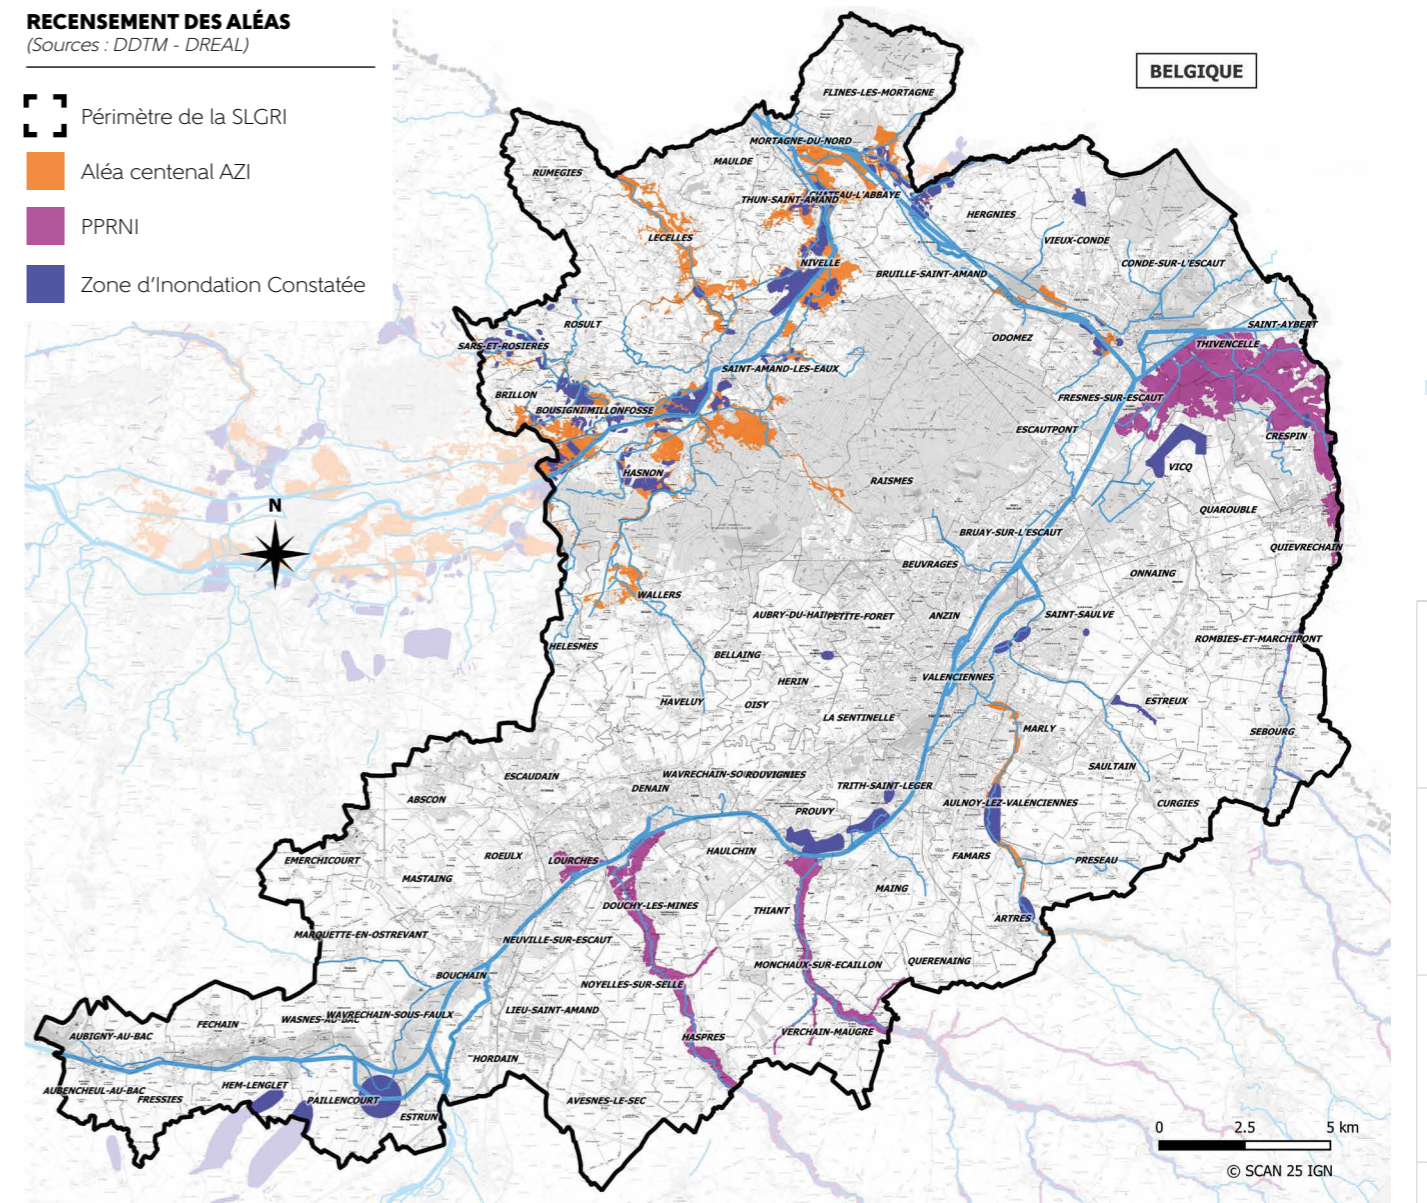 RECENSEMENT DES ALÉAS
(Sources : DDTM - DREAL)
Périmètre de la SLGRI
Aléa centenal AZI
PPRNI
Zone d'Inondation Constatée
BELGIQUE
FLINES-LES-MORTAGNE
MORTAGNE-DU-NORD
MAULDE
RUMEGIES
CHATEAU-L'ABBAYE
THUN-SAINT-AMAND
HERGNIES
LECELLES
VIEUX-CONDE
NIVELLE
CONDE-SUR-L'ESCAUT
BRUILLE-SAINT-AMAND
ROSULT
SAINT-AYBERT
ODOMEZ
SARS-ET-ROSIERES
THIVENCELLE
SAINT-AMAND-LES-EAUX
BRILLON
FRESNES-SUR-ESCAUT
BOUSIGNI MILLONFOSSE
ESCAUTPONT
CRESPIN
HASNON
VICQ
RAISMES
N
QUAROUBLE
BRUAY-SUR-L'ESCAUT
QUIEVRECHAIN
BEUVRAGES
ONNAING
WALLERS
AUBRY-DU-HAI PETITE-FORET
ANZIN
SAINT-SAULVE
ROMBIES-ET-MARCHIPONT
HELESMES
BELLAING
VALENCIENNES
HERIN
HAVELUY
OISY
ESTREUX
LA SENTINELLE
MARLY
SEBOURG
SAULTAIN
ESCAUDAIN
WAVRECHAIN-SO ROUVIGNIES
DENAIN
TRITH-SAINT-LEGER
ABSCON
AULNOY-LEZ-VALENCIENNES
CURGIES
PROUVY
HAULCHIN
ROEULX
LOURCHES
EMERCHICOURT
FAMARS
PRESEAU
MASTAING
MAING
DOUCHY-LES-MINES
THIANT
ARTRES
MARQUETTE-EN-OSTREVANT
NEUVILLE-SUR-ESCAUT
QUERENAING
MONCHAUX-SUR-ECAILLON
BOUCHAIN
NOYELLES-SUR-SELLE
LIEU-SAINT-AMAND
WAVRECHAIN-SOUS-FAULX
WASNES-AU-BAC
FECHAIN
AUBIGNY-AU-BAC
VERCHAIN-MAUGRE
HASPRES
HORDAIN
HEM-LENGLET
AUBENCHEUL-AU-BAC
FRESSIES
PAILLENCOURT
AVESNES-LE-SEC
ESTRUN
0 2.5 5 km
© SCAN 25 IGN